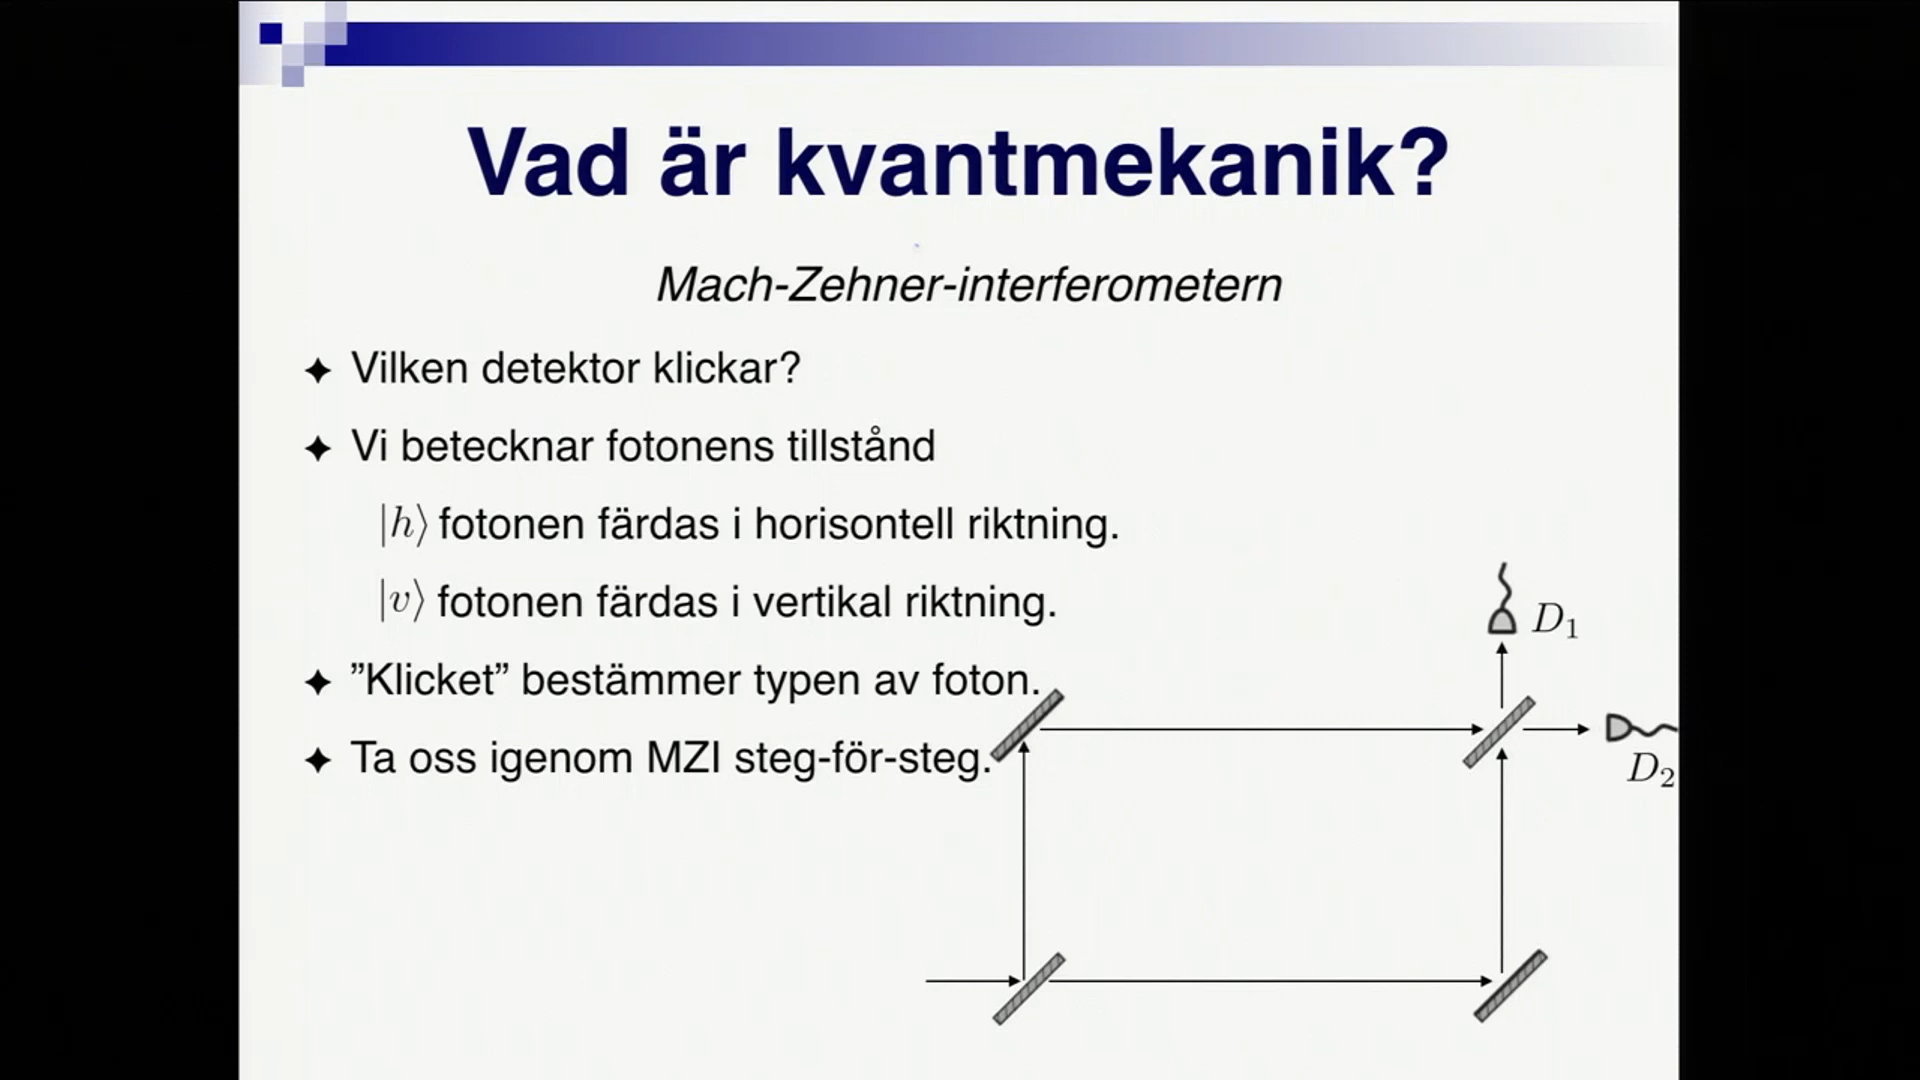 Vad är kvantmekanik?
Mach-Zehner-interferometern
Vilken detektor klickar?
Vi betecknar fotonens tillstånd
|h⟩ fotonen färdas i horisontell riktning.
|v⟩ fotonen färdas i vertikal riktning.
”Klicket” bestämmer typen av foton.
Ta oss igenom MZI steg-för-steg.
D₁
D₂